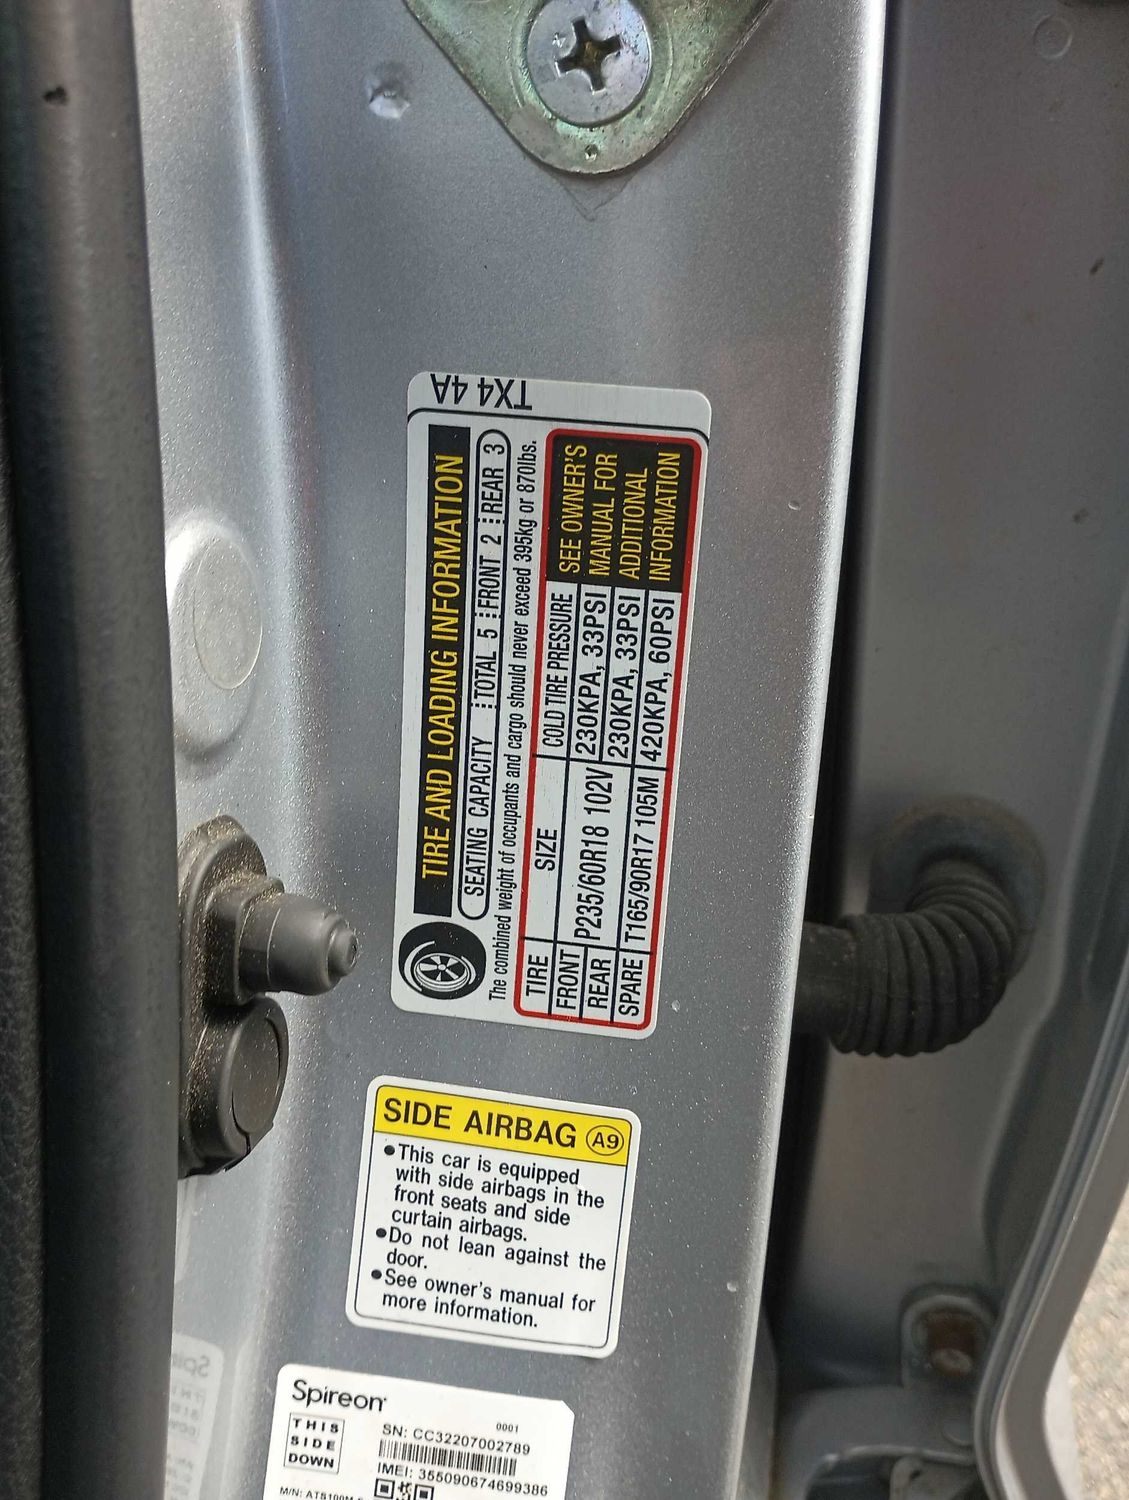 TX4 4A
TIRE AND LOADING INFORMATION
SEATING CAPACITY TOTAL 5 FRONT 2 REAR 3
The combined weight of occupants and cargo should never exceed 395kg or 870lbs.
TIRE SIZE COLD TIRE PRESSURE
FRONT P235/60R18 102V 230KPA, 33PSI
REAR 230KPA, 33PSI
SPARE T165/90R17 105M 420KPA, 60PSI
SEE OWNER'S
MANUAL FOR
ADDITIONAL
INFORMATION
SIDE AIRBAG A9
•This car is equipped
with side airbags in the
front seats and side
curtain airbags.
•Do not lean against the
door.
•See owner's manual for
more information.
Spireon
0001
THIS
SIDE
DOWN
SN: CC32207002789
IMEI: 355090674699386